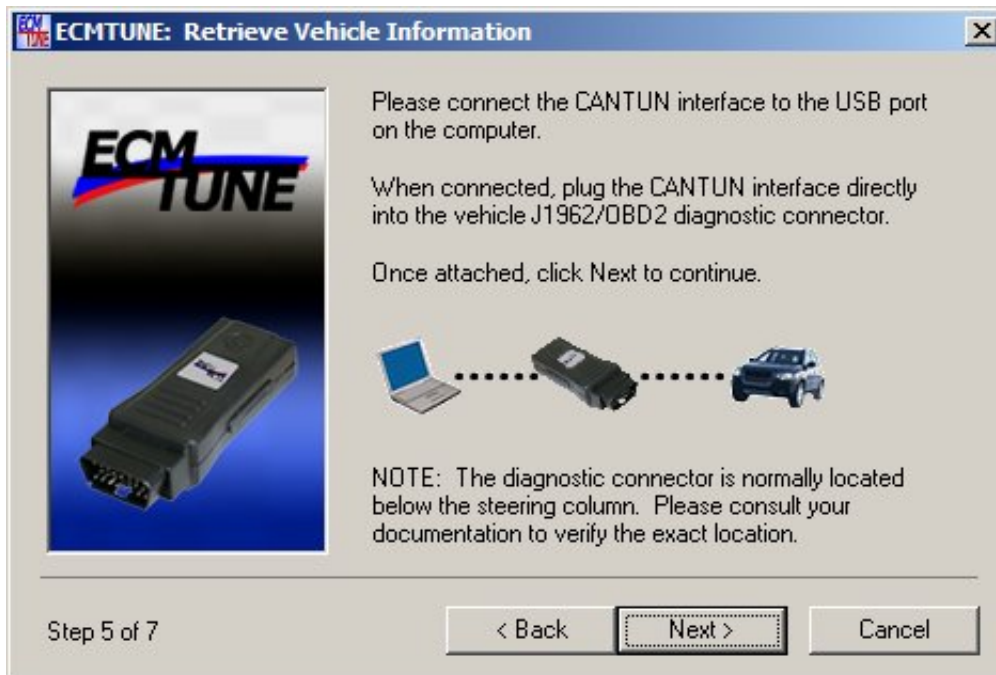 ECMTUNE: Retrieve Vehicle Information
ECM
TUNE
Please connect the CANTUN interface to the USB port
on the computer.
When connected, plug the CANTUN interface directly
into the vehicle J1962/OBD2 diagnostic connector.
Once attached, click Next to continue.
NOTE: The diagnostic connector is normally located
below the steering column. Please consult your
documentation to verify the exact location.
Step 5 of 7
< Back
Next >
Cancel